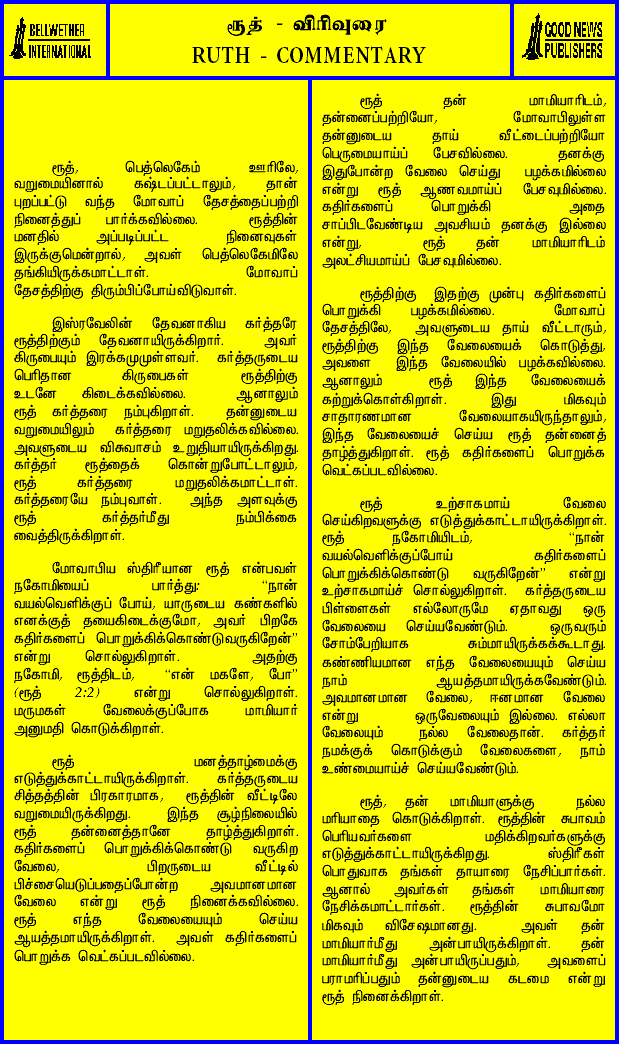 BELLWETHER
INTERNATIONAL
ரூத் - விரிவுரை
RUTH - COMMENTARY
GOOD NEWS
PUBLISHERS
ரூத், பெத்லெகேம் ஊரிலே,
வறுமையினால் கஷ்டப்பட்டாலும், தான்
புறப்பட்டு வந்த மோவாப் தேசத்தைப்பற்றி
நினைத்துப் பார்க்கவில்லை. ரூத்தின்
மனதில் அப்படிப்பட்ட நினைவுகள்
இருக்குமென்றால், அவள் பெத்லெகேமிலே
தங்கியிருக்கமாட்டாள். மோவாப்
தேசத்திற்கு திரும்பிப்போய்விடுவாள்.
இஸ்ரவேலின் தேவனாகிய கர்த்தரே
ரூத்திற்கும் தேவனாயிருக்கிறார். அவர்
கிருபையும் இரக்கமுமுள்ளவர். கர்த்தருடைய
பெரிதான கிருபைகள் ரூத்திற்கு
உடனே கிடைக்கவில்லை. ஆனாலும்
ரூத் கர்த்தரை நம்புகிறாள். தன்னுடைய
வறுமையிலும் கர்த்தரை மறுதலிக்கவில்லை.
அவளுடைய விசுவாசம் உறுதியாயிருக்கிறது.
கர்த்தர் ரூத்தைக் கொன்றுபோட்டாலும்,
ரூத் கர்த்தரை மறுதலிக்கமாட்டாள்.
கர்த்தரையே நம்புவாள். அந்த அளவுக்கு
ரூத் கர்த்தர்மீது நம்பிக்கை
வைத்திருக்கிறாள்.
மோவாபிய ஸ்திரீயான ரூத் என்பவள்
நகோமியைப் பார்த்து: “நான்
வயல்வெளிக்குப் போய், யாருடைய கண்களில்
எனக்குத் தயைகிடைக்குமோ, அவர் பிறகே
கதிர்களைப் பொறுக்கிக்கொண்டுவருகிறேன்”
என்று சொல்லுகிறாள். அதற்கு
நகோமி, ரூத்திடம், “என் மகளே, போ”
(ரூத் 2:2) என்று சொல்லுகிறாள்.
மருமகள் வேலைக்குப்போக மாமியார்
அனுமதி கொடுக்கிறாள்.
ரூத் மனத்தாழ்மைக்கு
எடுத்துக்காட்டாயிருக்கிறாள். கர்த்தருடைய
சித்தத்தின் பிரகாரமாக, ரூத்தின் வீட்டிலே
வறுமையிருக்கிறது. இந்த சூழ்நிலையில்
ரூத் தன்னைத்தானே தாழ்த்துகிறாள்.
கதிர்களைப் பொறுக்கிக்கொண்டு வருகிற
வேலை, பிறருடைய வீட்டில்
பிச்சையெடுப்பதைப்போன்ற அவமானமான
வேலை என்று ரூத் நினைக்கவில்லை.
ரூத் எந்த வேலையையும் செய்ய
ஆயத்தமாயிருக்கிறாள். அவள் கதிர்களைப்
பொறுக்க வெட்கப்படவில்லை.
ரூத் தன் மாமியாரிடம்,
தன்னைப்பற்றியோ, மோவாபிலுள்ள
தன்னுடைய தாய் வீட்டைப்பற்றியோ
பெருமையாய்ப் பேசவில்லை. தனக்கு
இதுபோன்ற வேலை செய்து பழக்கமில்லை
என்று ரூத் ஆணவமாய்ப் பேசவுமில்லை.
கதிர்களைப் பொறுக்கி அதை
சாப்பிடவேண்டிய அவசியம் தனக்கு இல்லை
என்று, ரூத் தன் மாமியாரிடம்
அலட்சியமாய்ப் பேசவுமில்லை.
ரூத்திற்கு இதற்கு முன்பு கதிர்களைப்
பொறுக்கி பழக்கமில்லை. மோவாப்
தேசத்திலே, அவளுடைய தாய் வீட்டாரும்,
ரூத்திற்கு இந்த வேலையைக் கொடுத்து,
அவளை இந்த வேலையில் பழக்கவில்லை.
ஆனாலும் ரூத் இந்த வேலையைக்
கற்றுக்கொள்கிறாள். இது மிகவும்
சாதாரணமான வேலையாகயிருந்தாலும்,
இந்த வேலையைச் செய்ய ரூத் தன்னைத்
தாழ்த்துகிறாள். ரூத் கதிர்களைப் பொறுக்க
வெட்கப்படவில்லை.
ரூத் உற்சாகமாய் வேலை
செய்கிறவளுக்கு எடுத்துக்காட்டாயிருக்கிறாள்.
ரூத் நகோமியிடம், “நான்
வயல்வெளிக்குப்போய் கதிர்களைப்
பொறுக்கிக்கொண்டு வருகிறேன்” என்று
உற்சாகமாய்ச் சொல்லுகிறாள். கர்த்தருடைய
பிள்ளைகள் எல்லோருமே ஏதாவது ஒரு
வேலையை செய்யவேண்டும். ஒருவரும்
சோம்பேறியாக சும்மாயிருக்கக்கூடாது.
கண்ணியமான எந்த வேலையையும் செய்ய
நாம் ஆயத்தமாயிருக்கவேண்டும்.
அவமானமான வேலை, ஈனமான வேலை
என்று ஒருவேலையும் இல்லை. எல்லா
வேலையும் நல்ல வேலைதான். கர்த்தர்
நமக்குக் கொடுக்கும் வேலைகளை, நாம்
உண்மையாய்ச் செய்யவேண்டும்.
ரூத், தன் மாமியாளுக்கு நல்ல
மரியாதை கொடுக்கிறாள். ரூத்தின் சுபாவம்
பெரியவர்களை மதிக்கிறவர்களுக்கு
எடுத்துக்காட்டாயிருக்கிறது. ஸ்திரீகள்
பொதுவாக தங்கள் தாயாரை நேசிப்பார்கள்.
ஆனால் அவர்கள் தங்கள் மாமியாரை
நேசிக்கமாட்டார்கள். ரூத்தின் சுபாவமோ
மிகவும் விசேஷமானது. அவள் தன்
மாமியார்மீது அன்பாயிருக்கிறாள். தன்
மாமியார்மீது அன்பாயிருப்பதும், அவளைப்
பராமரிப்பதும் தன்னுடைய கடமை என்று
ரூத் நினைக்கிறாள்.